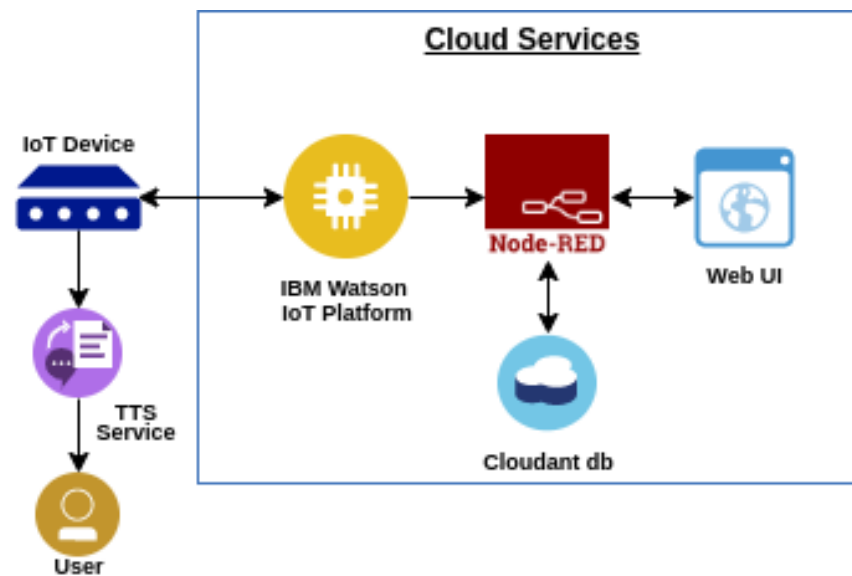 Cloud Services
IoT Device
Node-RED
IBM Watson
IoT Platform
Web UI
TTS
Service
Cloudant db
User